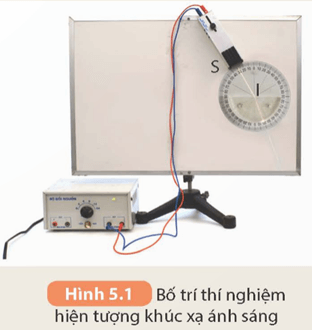 S
I
Hình 5.1 Bố trí thí nghiệm
hiện tượng khúc xạ ánh sáng